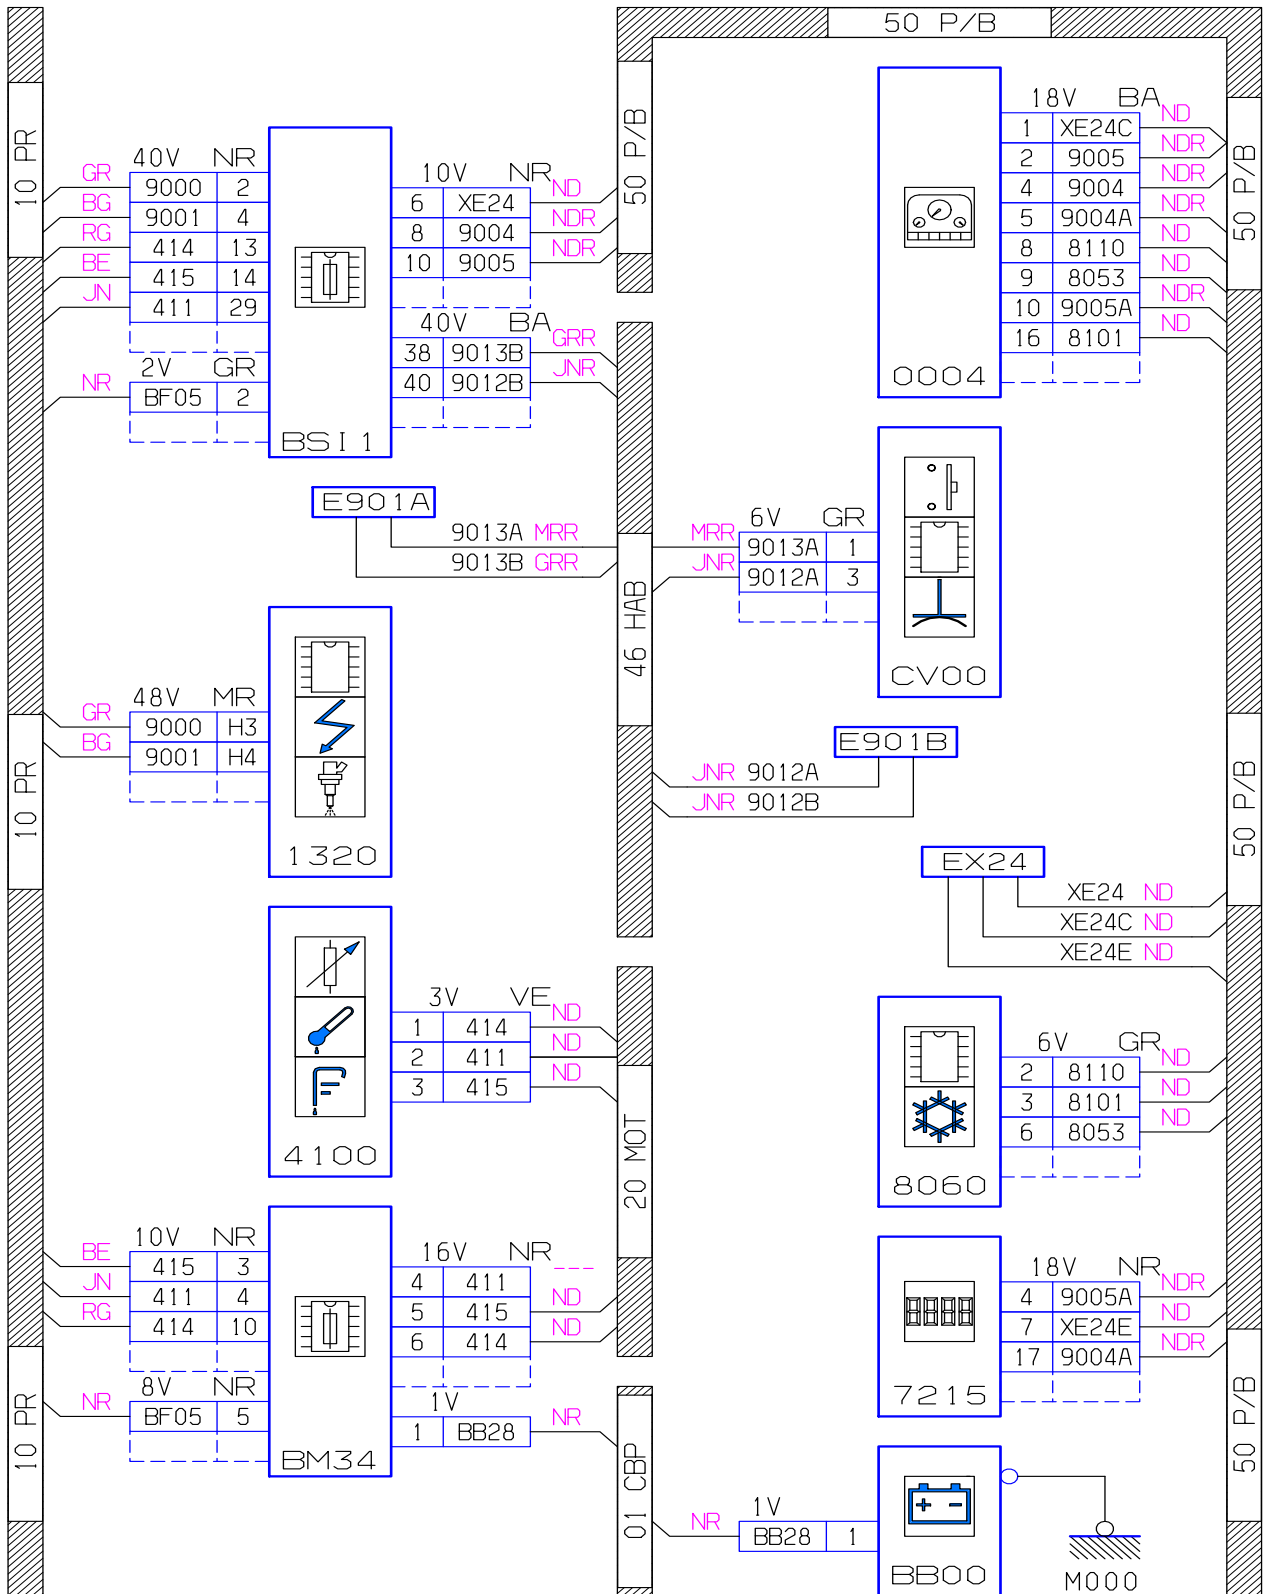 50 P/B
10 PR
40V NR
GR 9000 2
BG 9001 4
RG 414 13
BE 415 14
JN 411 29
2V GR
NR BF05 2
BSI1
10V NR
6 XE24 ND
8 9004 NDR
10 9005 NDR
40V BA
38 9013B GRR
40 9012B JNR
50 P/B
18V BA
1 XE24C ND
2 9005 NDR
4 9004 NDR
5 9004A NDR
8 8110 ND
9 8053 ND
10 9005A NDR
16 8101 ND
0004
50 P/B
E901A
9013A MRR
9013B GRR
46 HAB
6V GR
MRR 9013A 1
JNR 9012A 3
CV00
10 PR
48V MR
GR 9000 H3
BG 9001 H4
1320
E901B
JNR 9012A
JNR 9012B
50 P/B
EX24
XE24 ND
XE24C ND
XE24E ND
3V VE
1 414 ND
2 411 ND
3 415 ND
4100
20 MOT
6V GR
2 8110 ND
3 8101 ND
6 8053 ND
8060
10V NR
BE 415 3
JN 411 4
RG 414 10
8V NR
NR BF05 5
BM34
10 PR
16V NR
4 411 ---
5 415 ND
6 414 ND
1V
1 BB28 NR
18V NR
4 9005A NDR
7 XE24E ND
17 9004A NDR
7215
50 P/B
01 CBP
1V
NR BB28 1
+ -
BB00
M000